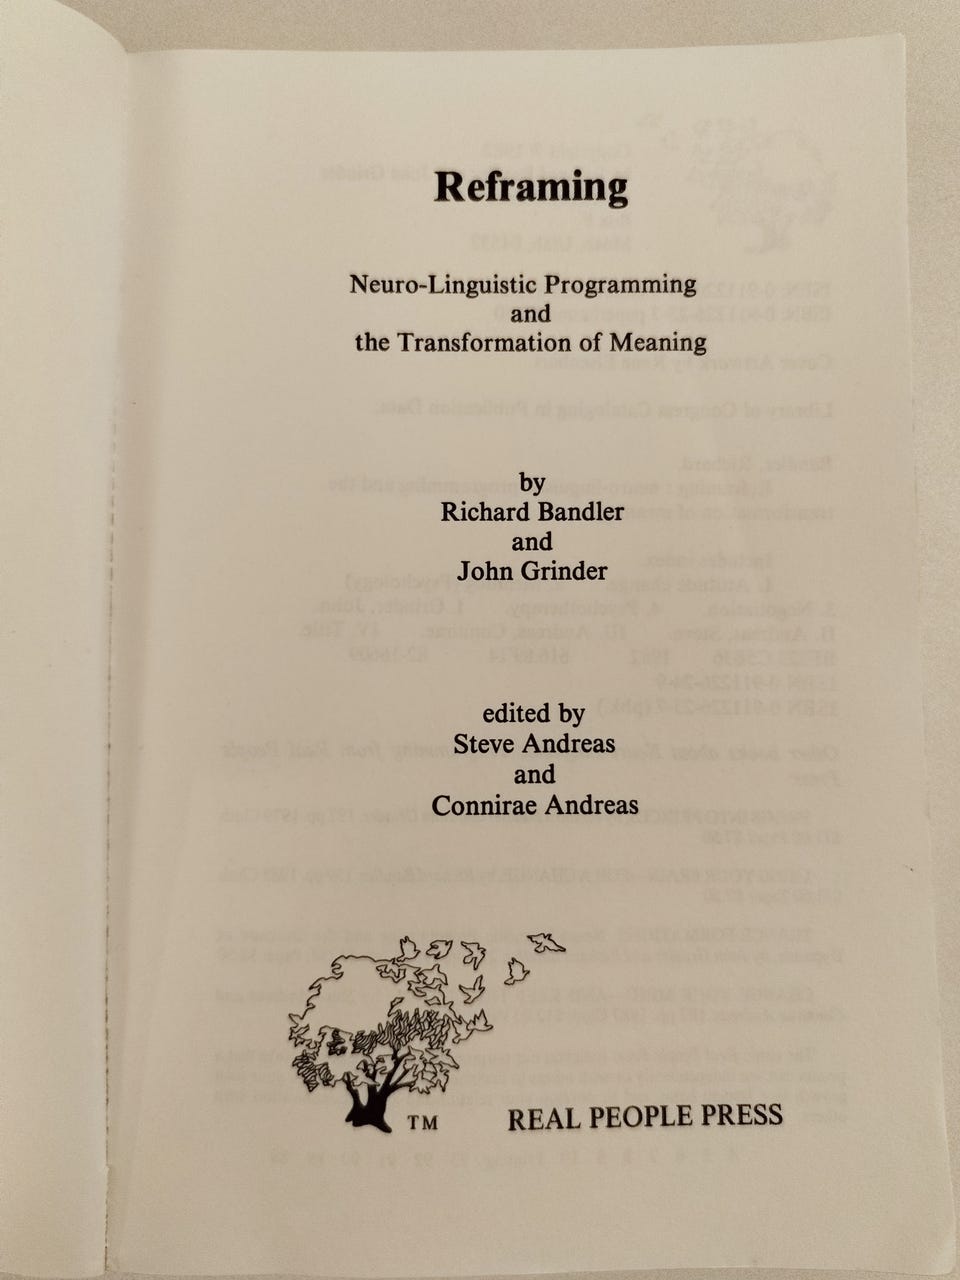 Reframing
Neuro-Linguistic Programming
and
the Transformation of Meaning
by
Richard Bandler
and
John Grinder
edited by
Steve Andreas
and
Connirae Andreas
TM
REAL PEOPLE PRESS